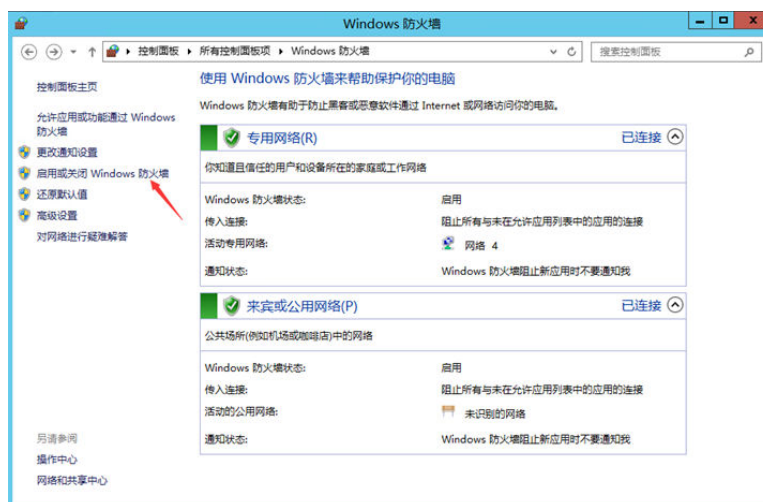 Windows 防火墙
控制面板 ▸ 所有控制面板项 ▸ Windows 防火墙
搜索控制面板
控制面板主页
允许应用或功能通过 Windows
防火墙
更改通知设置
启用或关闭 Windows 防火墙
还原默认值
高级设置
对网络进行疑难解答
另请参阅
操作中心
网络和共享中心
使用 Windows 防火墙来帮助保护你的电脑
Windows 防火墙有助于防止黑客或恶意软件通过 Internet 或网络访问你的电脑。
专用网络(R) 已连接
你知道且信任的用户和设备所在的家庭或工作网络
Windows 防火墙状态: 启用
传入连接: 阻止所有与未在允许应用列表中的应用的连接
活动专用网络: 网络 4
通知状态: Windows 防火墙阻止新应用时不要通知我
来宾或公用网络(P) 已连接
公共场所(例如机场或咖啡店)中的网络
Windows 防火墙状态: 启用
传入连接: 阻止所有与未在允许应用列表中的应用的连接
活动的公用网络: 未识别的网络
通知状态: Windows 防火墙阻止新应用时不要通知我